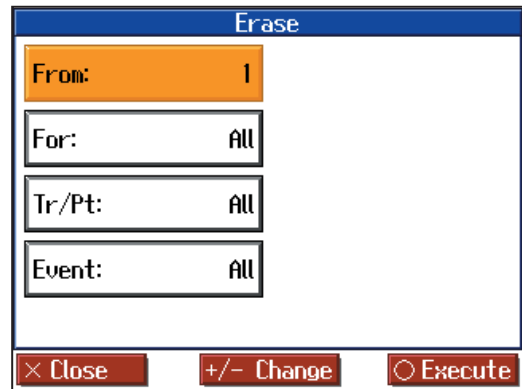 Erase
From: 1
For: All
Tr/Pt: All
Event: All
× Close +/- Change ○ Execute